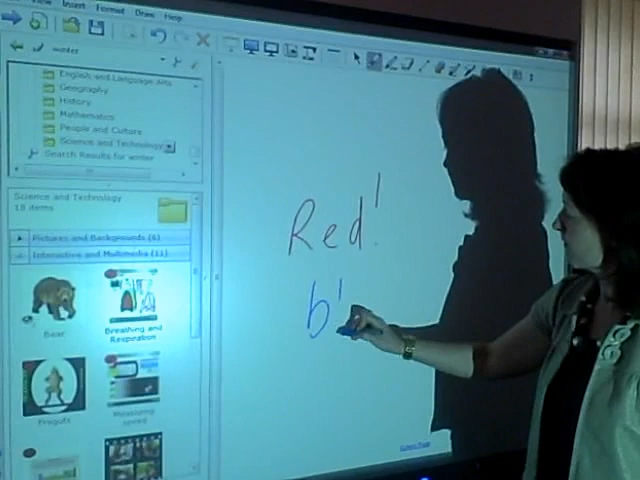 View Insert Format Draw Help
winter
English and Language Arts
Geography
History
Mathematics
People and Culture
Science and Technology
Search Results for winter
Science and Technology
18 items
Pictures and Backgrounds (6)
Interactive and Multimedia (11)
Bear
Breathing and
Respiration
Measuring
speed
Red!
b'